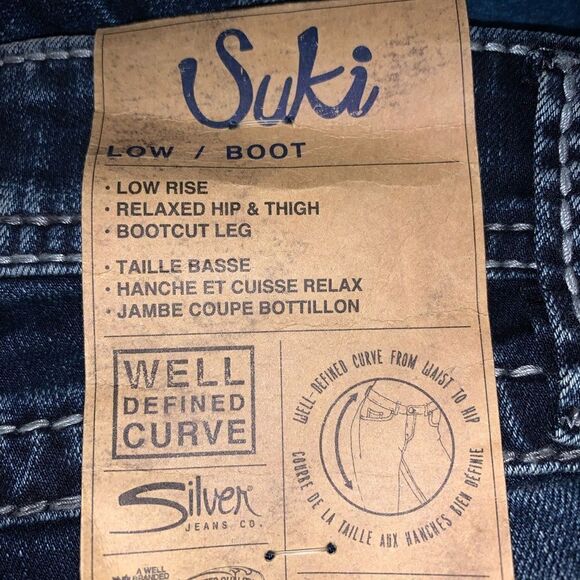 Suki
LOW / BOOT
· LOW RISE
· RELAXED HIP & THIGH
· BOOTCUT LEG
· TAILLE BASSE
· HANCHE ET CUISSE RELAX
· JAMBE COUPE BOTTILLON
WELL
DEFINED
CURVE
WELL-DEFINED CURVE FROM WAIST TO HIP
COURBE DE LA TAILLE AUX HANCHES BIEN DÉFINIE
Silver®
JEANS CO.
A WELL
BRANDED